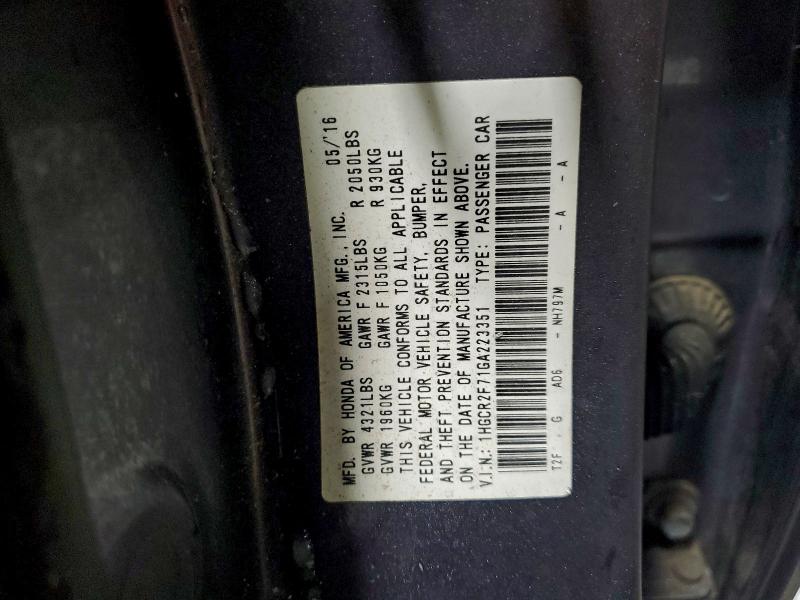 MFD. BY HONDA OF AMERICA MFG., INC. 05/'16
GVWR 4321LBS GAWR F 2315LBS R 2050LBS
GVWR 1960KG GAWR F 1050KG R 930KG
THIS VEHICLE CONFORMS TO ALL APPLICABLE
FEDERAL MOTOR VEHICLE SAFETY, BUMPER,
AND THEFT PREVENTION STANDARDS IN EFFECT
ON THE DATE OF MANUFACTURE SHOWN ABOVE.
V.I.N.: 1HGCR2F71GA223351 TYPE: PASSENGER CAR
T2F , G AD6 - NH797M - A - A